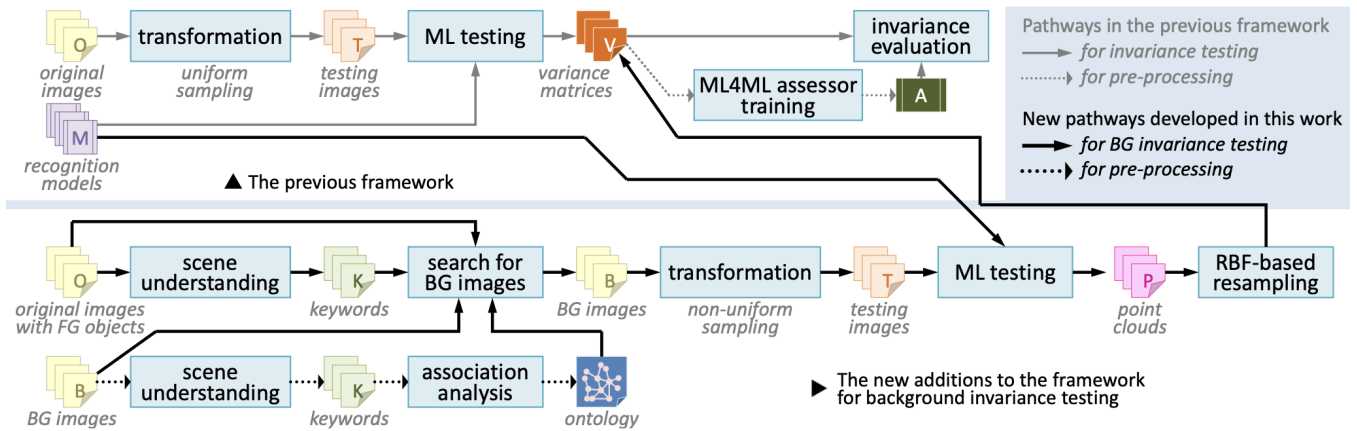 O
transformation
T
ML testing
V
invariance
evaluation
original
images
uniform
sampling
testing
images
variance
matrices
ML4ML assessor
training
A
M
recognition
models
▲ The previous framework
Pathways in the previous framework
for invariance testing
for pre-processing
New pathways developed in this work
for BG invariance testing
for pre-processing
O
scene
understanding
K
search for
BG images
B
transformation
T
ML testing
P
RBF-based
resampling
original images
with FG objects
keywords
BG images
non-uniform
sampling
testing
images
point
clouds
B
scene
understanding
K
association
analysis
BG images
keywords
ontology
▶ The new additions to the framework
for background invariance testing